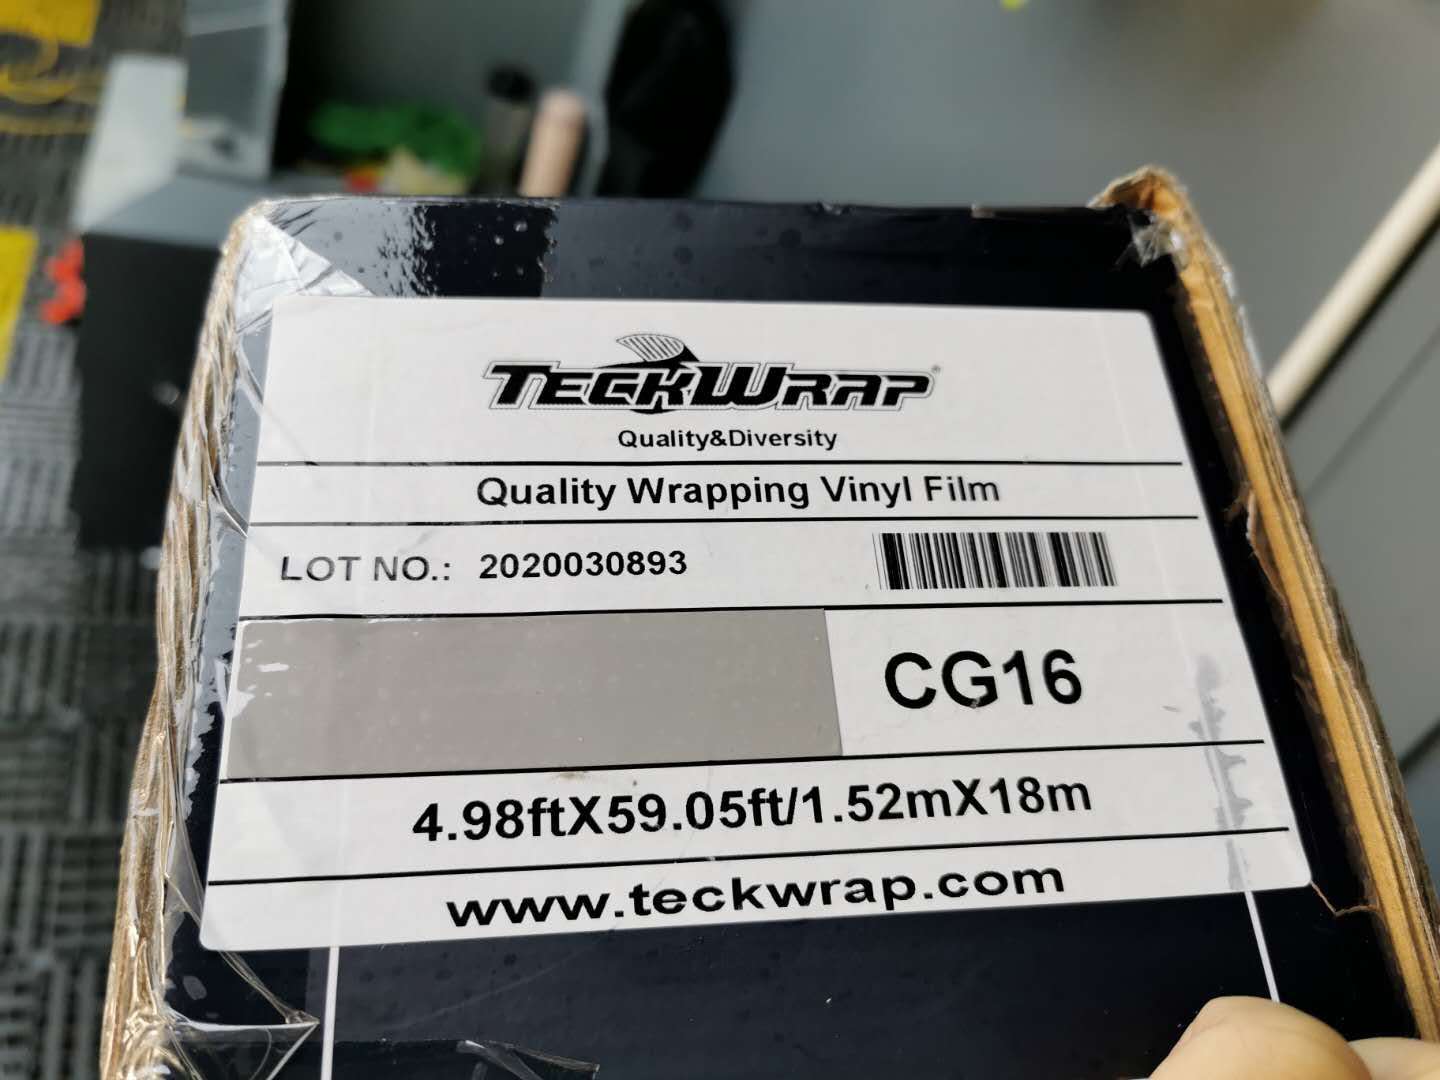 TECKWRAP®
Quality&Diversity
Quality Wrapping Vinyl Film
LOT NO.: 2020030893
CG16
4.98ftX59.05ft/1.52mX18m
www.teckwrap.com